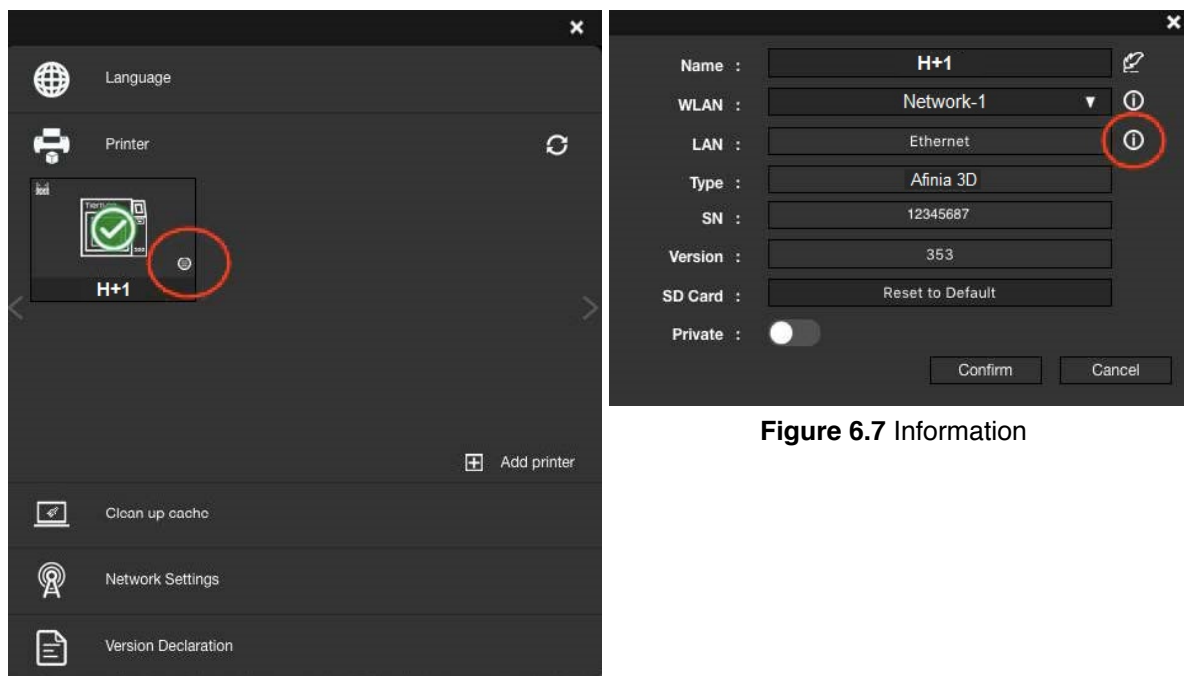 Language
Printer
H+1
Add printer
Clean up cache
Network Settings
Version Declaration
Name :
H+1
WLAN :
Network-1
LAN :
Ethernet
Type :
Afinia 3D
SN :
12345687
Version :
353
SD Card :
Reset to Default
Private :
Confirm
Cancel
Figure 6.7 Information